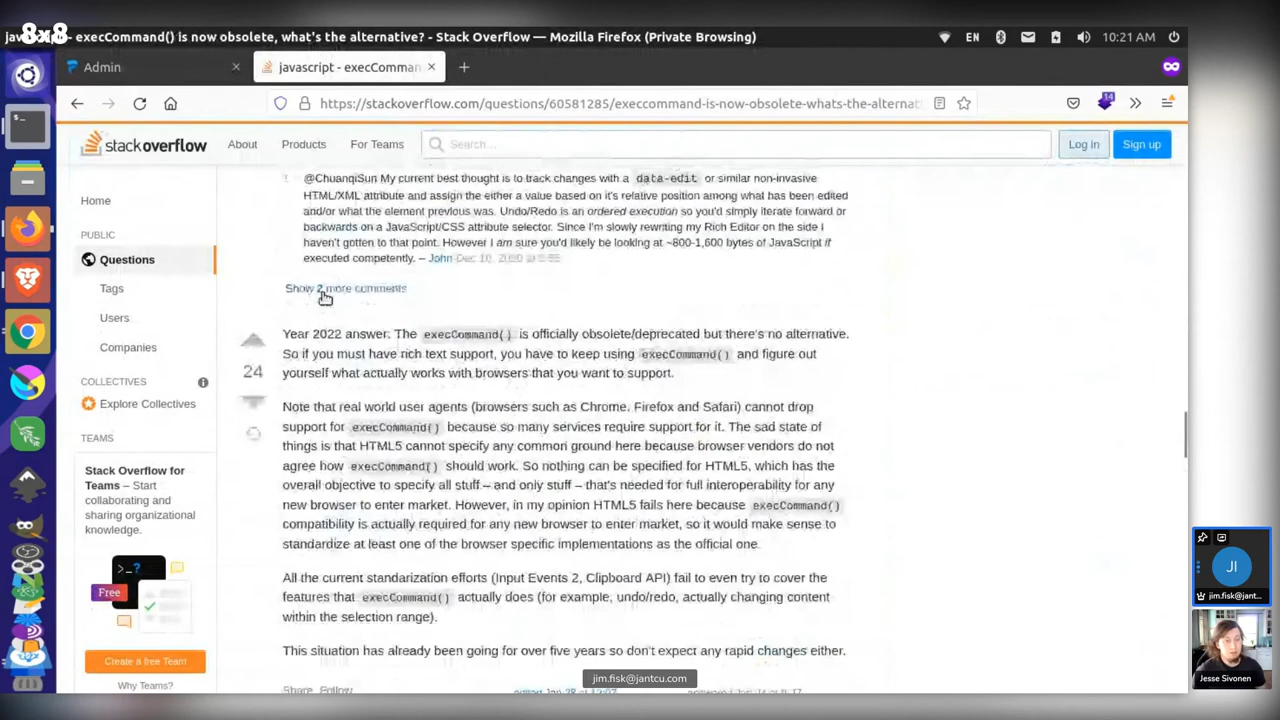 8x8
execCommand() is now obsolete, what's the alternative? - Stack Overflow — Mozilla Firefox (Private Browsing)
EN
10:21 AM
Admin
javascript - execComman
14
https://stackoverflow.com/questions/60581285/execcommand-is-now-obsolete-whats-the-alternat
stackoverflow
About
Products
For Teams
Search...
Log in
Sign up
Home
PUBLIC
Questions
Tags
Users
Companies
COLLECTIVES
Explore Collectives
TEAMS
Stack Overflow for
Teams – Start
collaborating and
sharing organizational
knowledge.
Free
Create a free Team
Why Teams?
1
@ChuanqiSun My current best thought is to track changes with a data-edit or similar non-invasive
HTML/XML attribute and assign the either a value based on it's relative position among what has been edited
and/or what the element previous was. Undo/Redo is an ordered execution so you'd simply iterate forward or
backwards on a JavaScript/CSS attribute selector. Since I'm slowly rewriting my Rich Editor on the side I
haven't gotten to that point. However I am sure you'd likely be looking at ~800-1,600 bytes of JavaScript if
executed competently. – John Dec 10,
Show 2 more comments
24
Year 2022 answer. The execCommand() is officially obsolete/deprecated but there's no alternative.
So if you must have rich text support, you have to keep using execCommand() and figure out
yourself what actually works with browsers that you want to support.
Note that real world user agents (browsers such as Chrome, Firefox and Safari) cannot drop
support for execCommand() because so many services require support for it. The sad state of
things is that HTML5 cannot specify any common ground here because browser vendors do not
agree how execCommand() should work. So nothing can be specified for HTML5, which has the
overall objective to specify all stuff – and only stuff – that's needed for full interoperability for any
new browser to enter market. However, in my opinion HTML5 fails here because execCommand()
compatibility is actually required for any new browser to enter market, so it would make sense to
standardize at least one of the browser specific implementations as the official one.
All the current standarization efforts (Input Events 2, Clipboard API) fail to even try to cover the
features that execCommand() actually does (for example, undo/redo, actually changing content
within the selection range).
This situation has already been going for over five years so don't expect any rapid changes either.
Share Follow
jim.fisk@jantcu.com
JI
jim.fisk@jant...
Jesse Sivonen